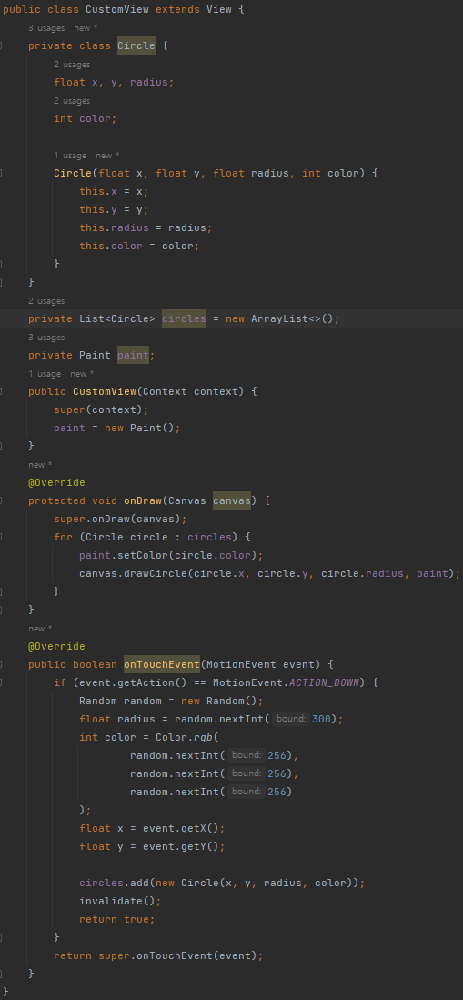 public class CustomView extends View {
3 usages   new *
private class Circle {
2 usages
float x, y, radius;
2 usages
int color;
1 usage   new *
Circle(float x, float y, float radius, int color) {
this.x = x;
this.y = y;
this.radius = radius;
this.color = color;
}
}
2 usages
private List<Circle> circles = new ArrayList<>();
3 usages
private Paint paint;
1 usage   new *
public CustomView(Context context) {
super(context);
paint = new Paint();
}
new *
@Override
protected void onDraw(Canvas canvas) {
super.onDraw(canvas);
for (Circle circle : circles) {
paint.setColor(circle.color);
canvas.drawCircle(circle.x, circle.y, circle.radius, paint);
}
}
new *
@Override
public boolean onTouchEvent(MotionEvent event) {
if (event.getAction() == MotionEvent.ACTION_DOWN) {
Random random = new Random();
float radius = random.nextInt( bound: 300);
int color = Color.rgb(
random.nextInt( bound: 256),
random.nextInt( bound: 256),
random.nextInt( bound: 256)
);
float x = event.getX();
float y = event.getY();
circles.add(new Circle(x, y, radius, color));
invalidate();
return true;
}
return super.onTouchEvent(event);
}
}